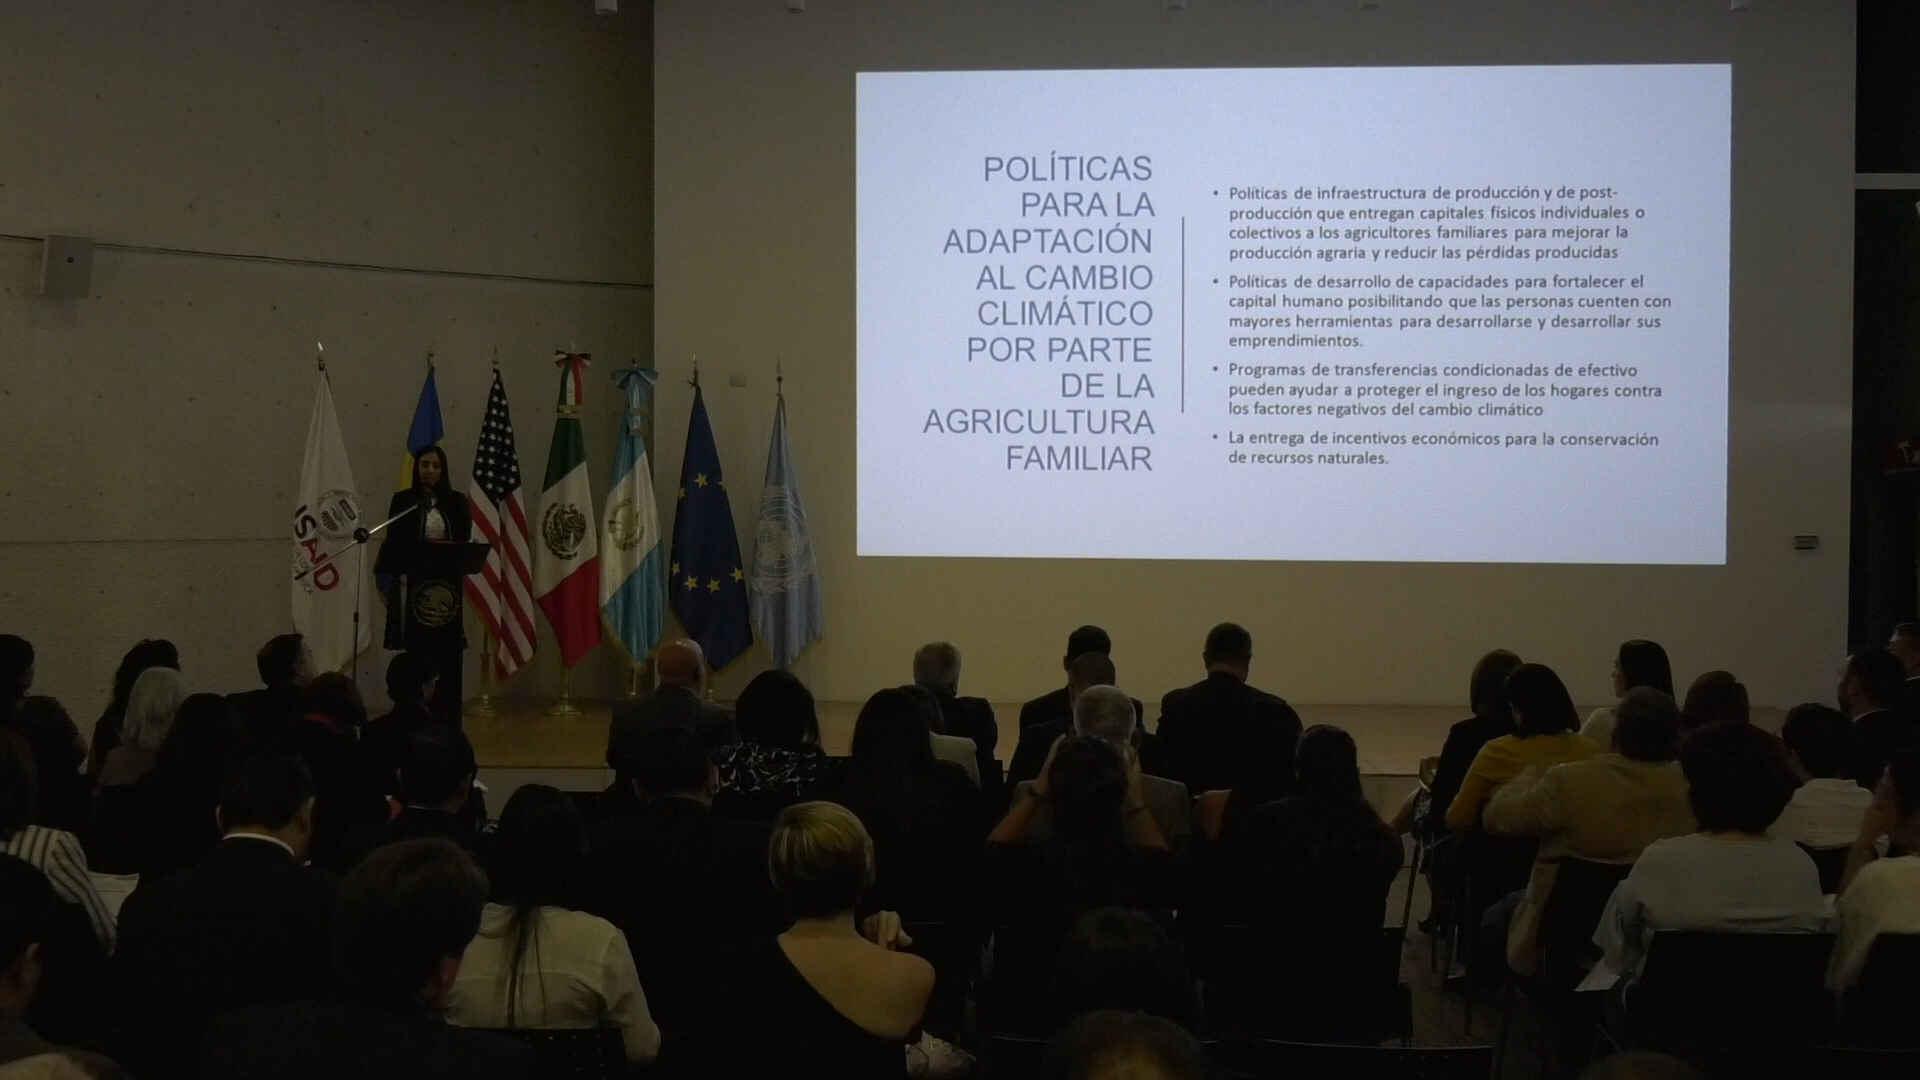 POLÍTICAS
PARA LA
ADAPTACIÓN
AL CAMBIO
CLIMÁTICO
POR PARTE
DE LA
AGRICULTURA
FAMILIAR
• Políticas de infraestructura de producción y de post-
producción que entregan capitales físicos individuales o
colectivos a los agricultores familiares para mejorar la
producción agraria y reducir las pérdidas producidas
• Políticas de desarrollo de capacidades para fortalecer el
capital humano posibilitando que las personas cuenten con
mayores herramientas para desarrollarse y desarrollar sus
emprendimientos.
• Programas de transferencias condicionadas de efectivo
pueden ayudar a proteger el ingreso de los hogares contra
los factores negativos del cambio climático
• La entrega de incentivos económicos para la conservación
de recursos naturales.
SAID